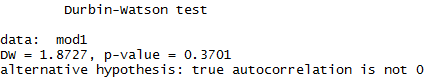 Durbin-Watson test
data: mod1
DW = 1.8727, p-value = 0.3701
alternative hypothesis: true autocorrelation is not 0